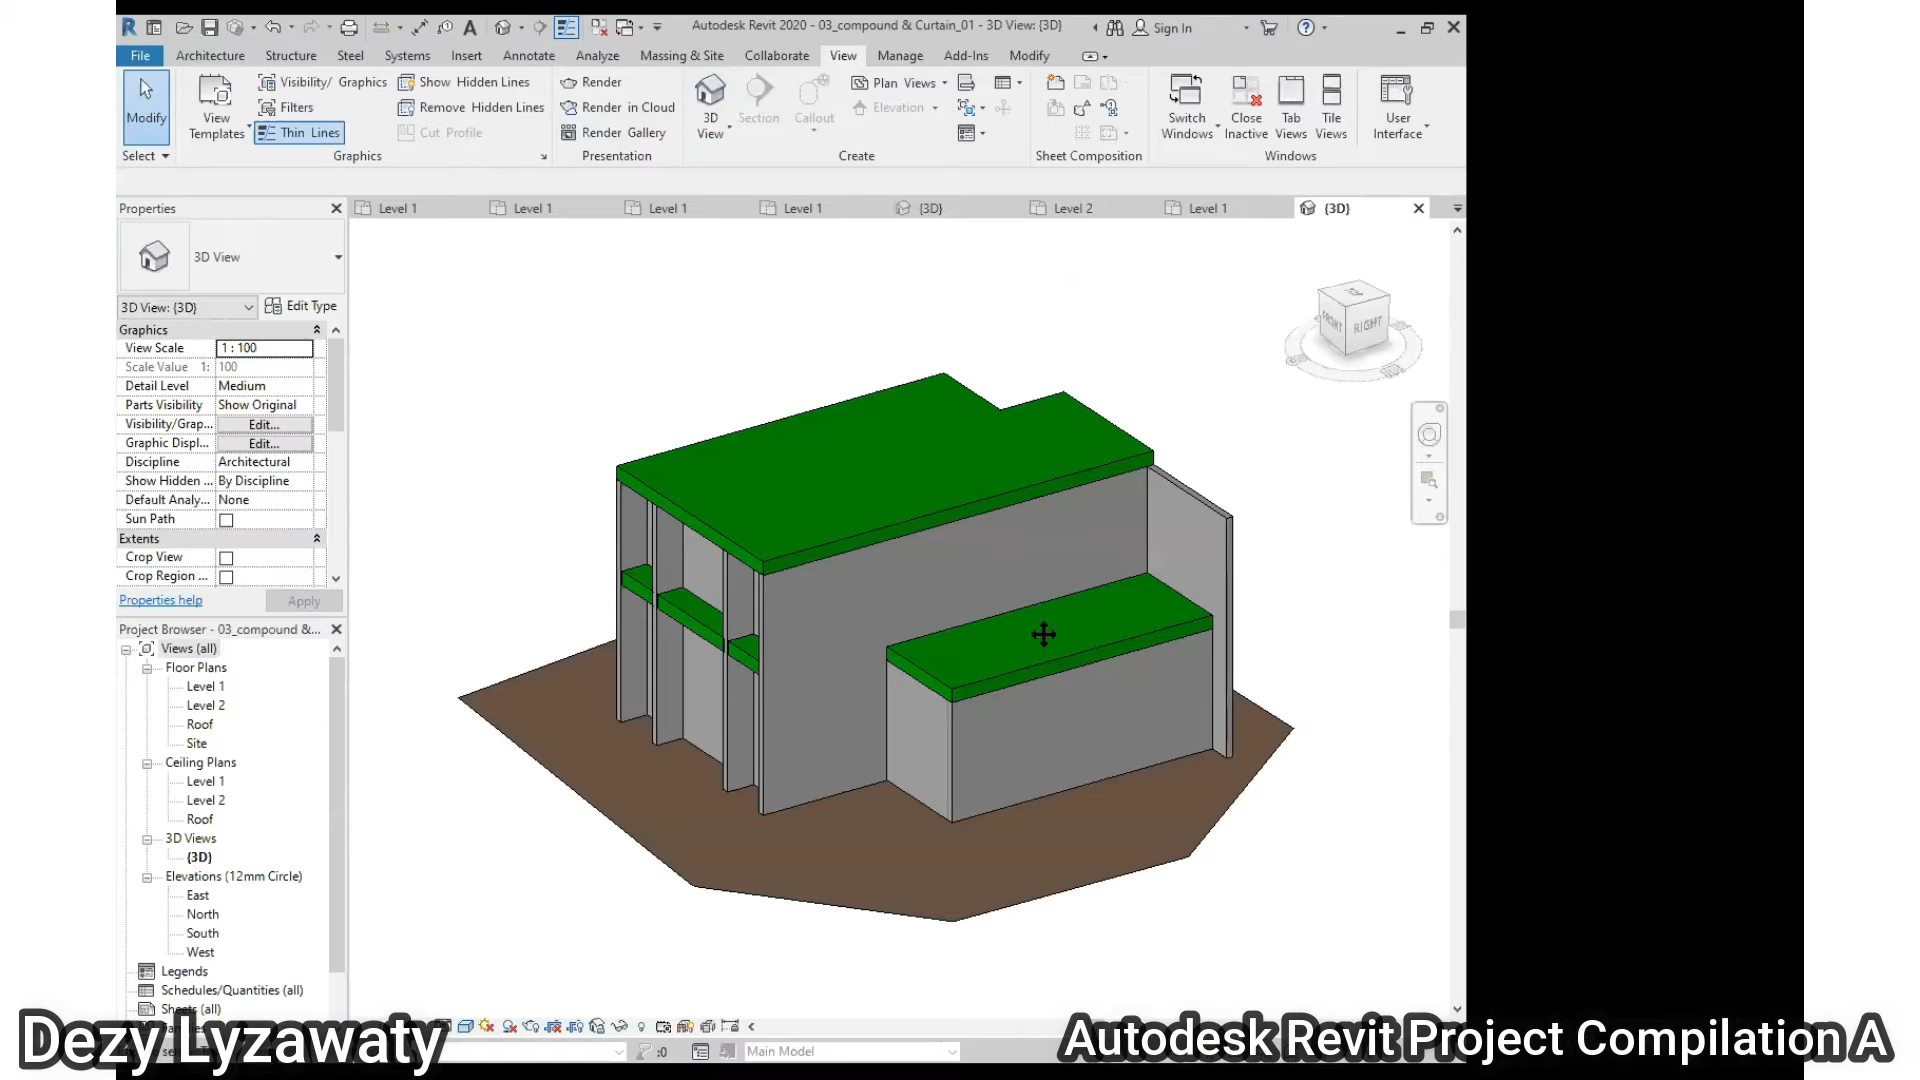 Autodesk Revit 2020 - 03_compound & Curtain_01 - 3D View: {3D}
Sign In
File Architecture Structure Steel Systems Insert Annotate Analyze Massing & Site Collaborate View Manage Add-Ins Modify
Modify
View Templates
Visibility/ Graphics
Filters
Thin Lines
Show Hidden Lines
Remove Hidden Lines
Cut Profile
Render
Render in Cloud
Render Gallery
3D View
Section
Callout
Plan Views
Elevation
Switch Windows
Close Inactive
Tab Views
Tile Views
User Interface
Select Graphics Presentation Create Sheet Composition Windows
Properties
Level 1 Level 1 Level 1 Level 1 {3D} Level 2 Level 1 {3D}
3D View
3D View: {3D} Edit Type
Graphics
View Scale 1 : 100
Scale Value 1: 100
Detail Level Medium
Parts Visibility Show Original
Visibility/Grap... Edit...
Graphic Displ... Edit...
Discipline Architectural
Show Hidden ... By Discipline
Default Analy... None
Sun Path
Extents
Crop View
Crop Region ...
Properties help Apply
Project Browser - 03_compound &...
Views (all)
Floor Plans
Level 1
Level 2
Roof
Site
Ceiling Plans
Level 1
Level 2
Roof
3D Views
{3D}
Elevations (12mm Circle)
East
North
South
West
Legends
Schedules/Quantities (all)
Sheets (all)
FRONT RIGHT
:0 Main Model
Dezy Lyzawaty
Autodesk Revit Project Compilation A